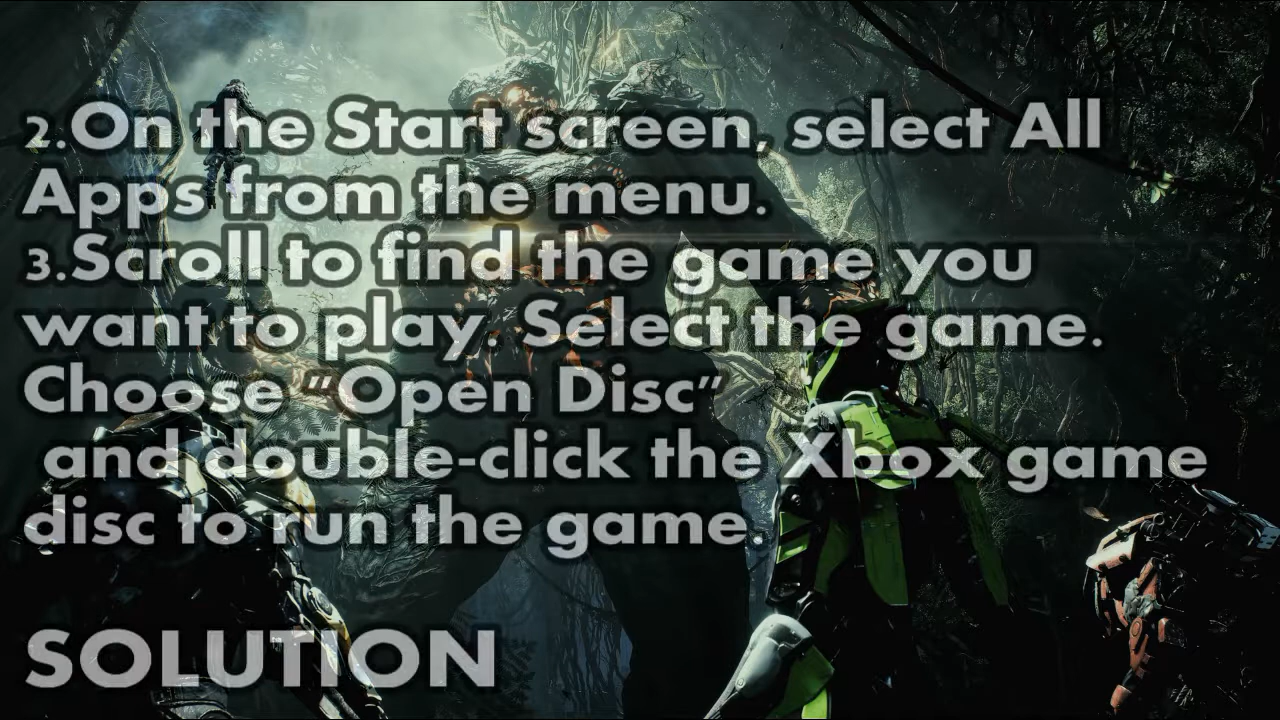 2.On the Start screen, select All
Apps from the menu.
3.Scroll to find the game you
want to play. Select the game.
Choose "Open Disc"
and double-click the Xbox game
disc to run the game.
SOLUTION